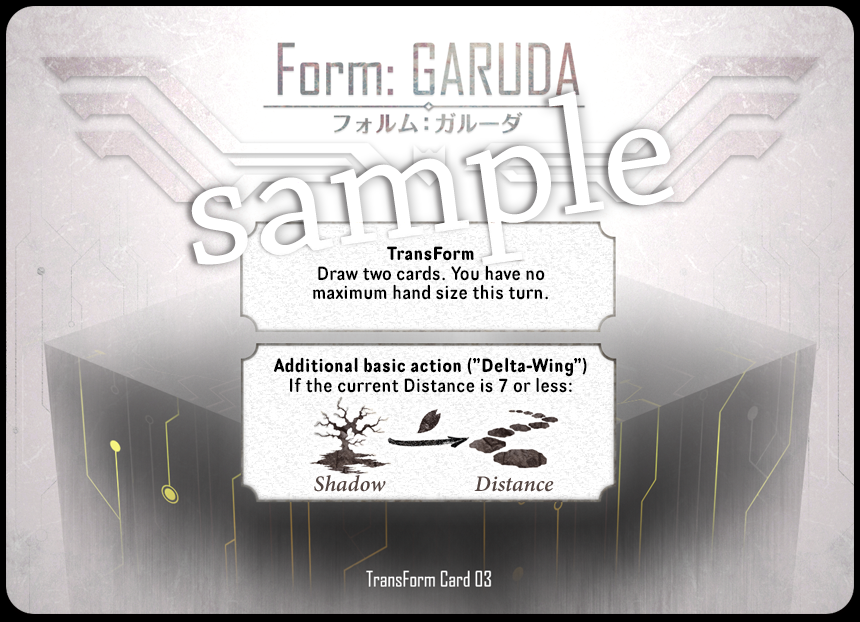 Form: GARUDA
フォルム：ガルーダ
sample
TransForm
Draw two cards. You have no
maximum hand size this turn.
Additional basic action ("Delta-Wing")
If the current Distance is 7 or less:
Shadow
Distance
TransForm Card 03